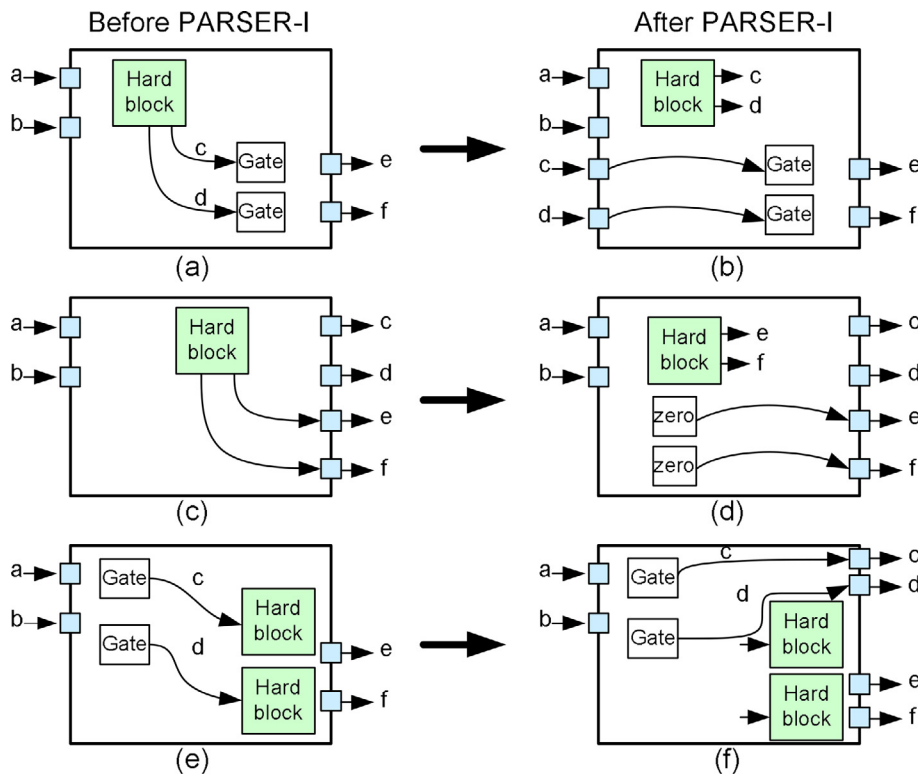 Before PARSER-I
After PARSER-I
a
b
Hard
block
c
d
Gate
Gate
e
f
(a)
a
b
c
d
Hard
block
c
d
Gate
Gate
e
f
(b)
a
b
Hard
block
c
d
e
f
(c)
a
b
Hard
block
e
f
zero
zero
c
d
e
f
(d)
a
b
Gate
Gate
c
d
Hard
block
Hard
block
e
f
(e)
a
b
Gate
Gate
c
d
Hard
block
Hard
block
c
d
e
f
(f)